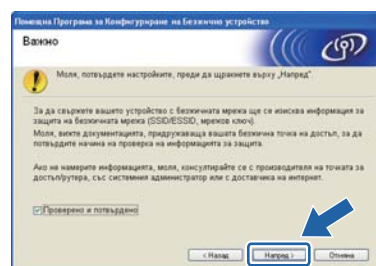 Помощна Програма за Конфигуриране на Безжично устройство
Важно
Моля, потвърдете настройките, преди да щракнете върху „Напред“.
За да свържете вашето устройство с безжичната мрежа ще се изисква информация за
защита на безжичната мрежа (SSID/ESSID, мрежов ключ).
Моля, вижте документацията, придружаваща вашата безжична точка на достъп, за да
потвърдите начина на проверка на информацията за защита.
Ако не намерите информацията, моля, консултирайте се с производителя на точката за
достъп/рутера, със системния администратор или с доставчика на интернет.
Проверено и потвърдено
< Назад
Напред >
Отмяна